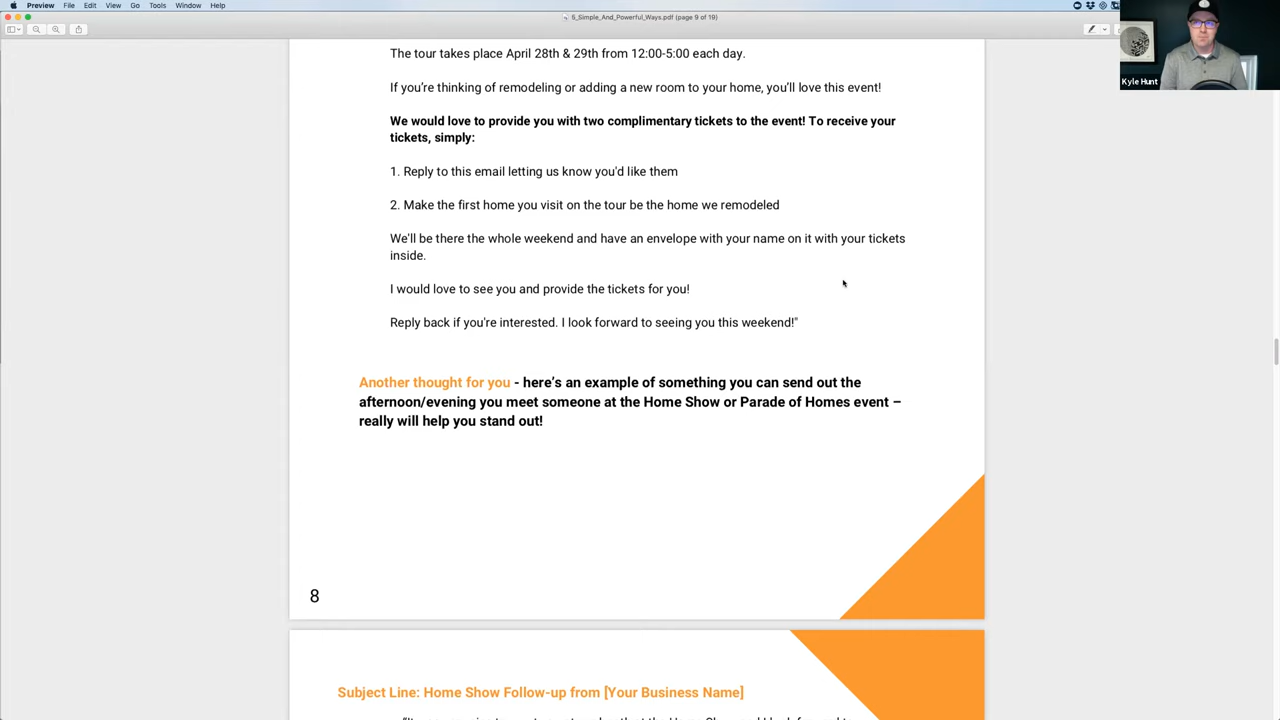 Preview File Edit View Go Tools Window Help
6_Simple_And_Powerful_Ways.pdf (page 9 of 19)
Kyle Hunt
The tour takes place April 28th & 29th from 12:00-5:00 each day.
If you're thinking of remodeling or adding a new room to your home, you'll love this event!
We would love to provide you with two complimentary tickets to the event! To receive your
tickets, simply:
1. Reply to this email letting us know you'd like them
2. Make the first home you visit on the tour be the home we remodeled
We'll be there the whole weekend and have an envelope with your name on it with your tickets
inside.
I would love to see you and provide the tickets for you!
Reply back if you're interested. I look forward to seeing you this weekend!"
Another thought for you - here's an example of something you can send out the
afternoon/evening you meet someone at the Home Show or Parade of Homes event –
really will help you stand out!
8
Subject Line: Home Show Follow-up from [Your Business Name]